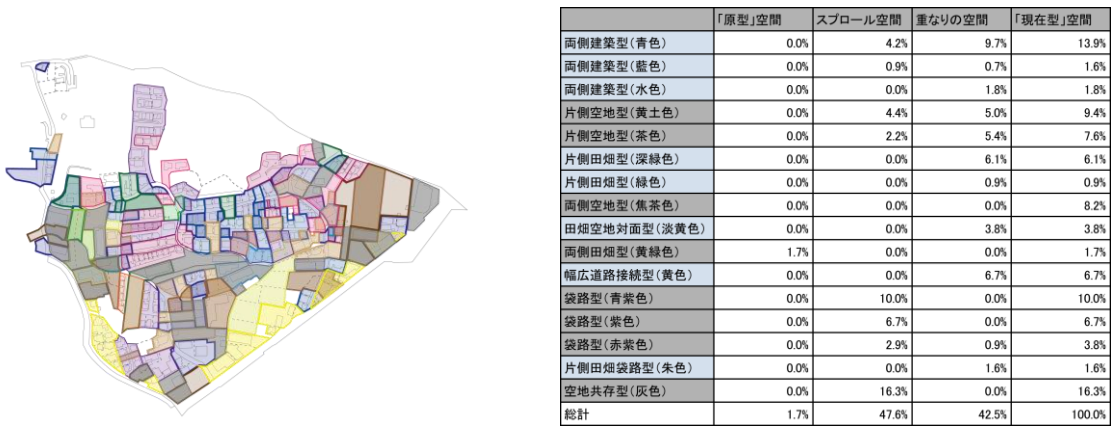 「原型」空間 スプロール空間 重なりの空間 「現在型」空間
両側建築型(青色) 0.0% 4.2% 9.7% 13.9%
両側建築型(藍色) 0.0% 0.9% 0.7% 1.6%
両側建築型(水色) 0.0% 0.0% 1.8% 1.8%
片側空地型(黄土色) 0.0% 4.4% 5.0% 9.4%
片側空地型(茶色) 0.0% 2.2% 5.4% 7.6%
片側田畑型(深緑色) 0.0% 0.0% 6.1% 6.1%
片側田畑型(緑色) 0.0% 0.0% 0.9% 0.9%
両側空地型(焦茶色) 0.0% 0.0% 0.0% 8.2%
田畑空地対面型(淡黄色) 0.0% 0.0% 3.8% 3.8%
両側田畑型(黄緑色) 1.7% 0.0% 0.0% 1.7%
幅広道路接続型(黄色) 0.0% 0.0% 6.7% 6.7%
袋路型(青紫色) 0.0% 10.0% 0.0% 10.0%
袋路型(紫色) 0.0% 6.7% 0.0% 6.7%
袋路型(赤紫色) 0.0% 2.9% 0.9% 3.8%
片側田畑袋路型(朱色) 0.0% 0.0% 1.6% 1.6%
空地共存型(灰色) 0.0% 16.3% 0.0% 16.3%
総計 1.7% 47.6% 42.5% 100.0%